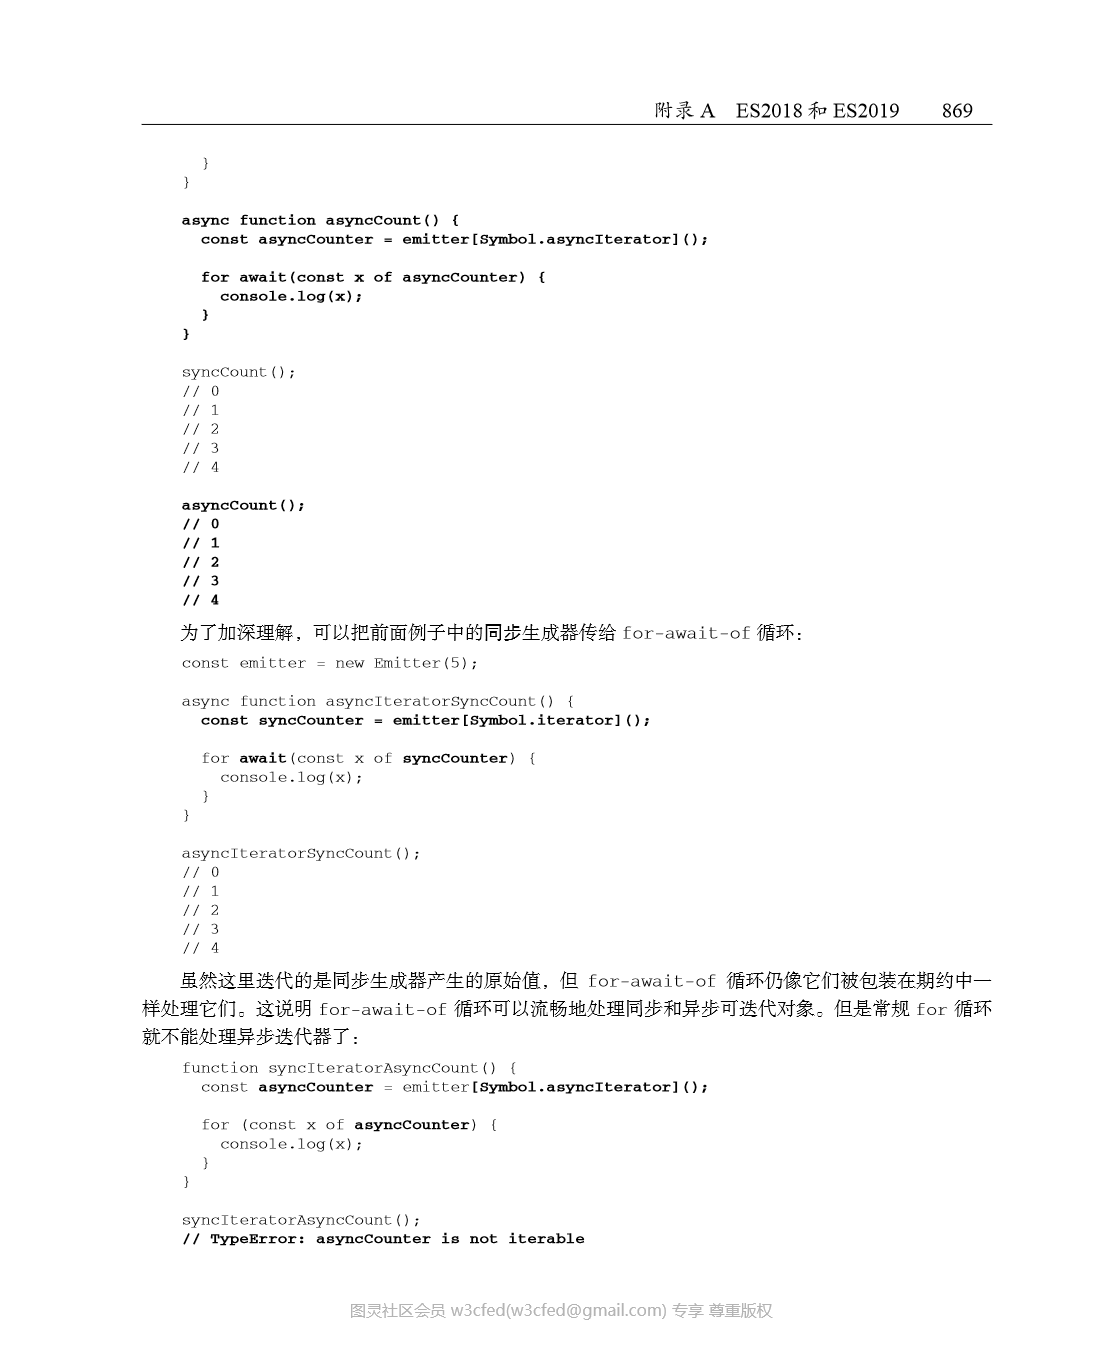 附录 A ES2018 和 ES2019 869
}
}
async function asyncCount() {
const asyncCounter = emitter[Symbol.asyncIterator]();
for await(const x of asyncCounter) {
console.log(x);
}
}
syncCount();
// 0
// 1
// 2
// 3
// 4
asyncCount();
// 0
// 1
// 2
// 3
// 4
为了加深理解，可以把前面例子中的同步生成器传给 for-await-of 循环：
const emitter = new Emitter(5);
async function asyncIteratorSyncCount() {
const syncCounter = emitter[Symbol.iterator]();
for await(const x of syncCounter) {
console.log(x);
}
}
asyncIteratorSyncCount();
// 0
// 1
// 2
// 3
// 4
虽然这里迭代的是同步生成器产生的原始值，但 for-await-of 循环仍像它们被包装在期约中一
样处理它们。这说明 for-await-of 循环可以流畅地处理同步和异步可迭代对象。但是常规 for 循环
就不能处理异步迭代器了：
function syncIteratorAsyncCount() {
const asyncCounter = emitter[Symbol.asyncIterator]();
for (const x of asyncCounter) {
console.log(x);
}
}
syncIteratorAsyncCount();
// TypeError: asyncCounter is not iterable
图灵社区会员 w3cfed(w3cfed@gmail.com) 专享 尊重版权